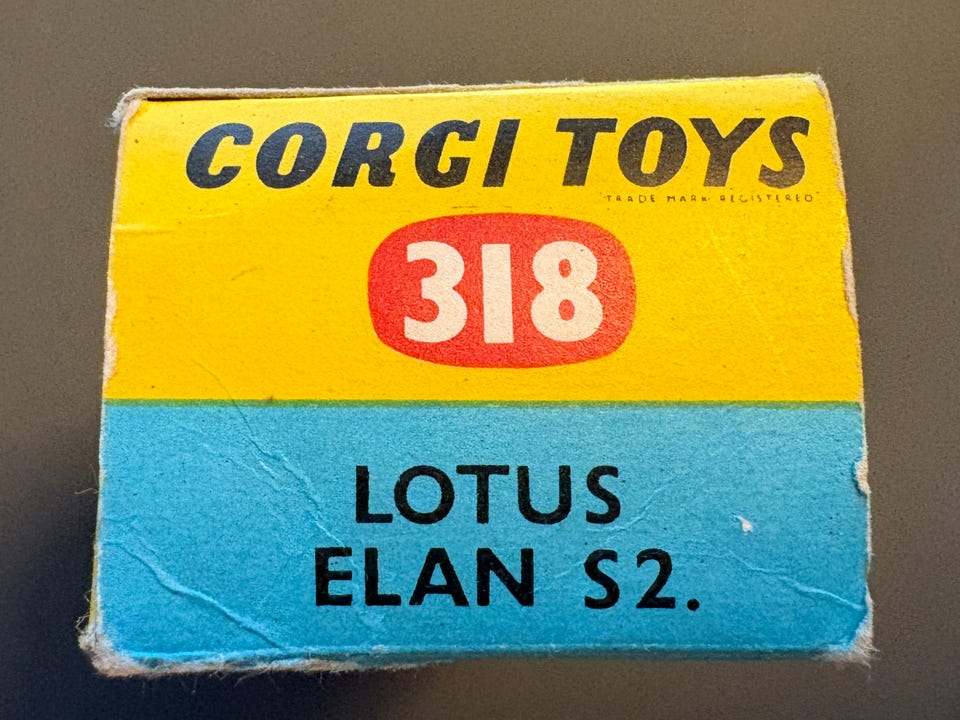 CORGI TOYS
TRADE MARK REGISTERED
318
LOTUS
ELAN S2.